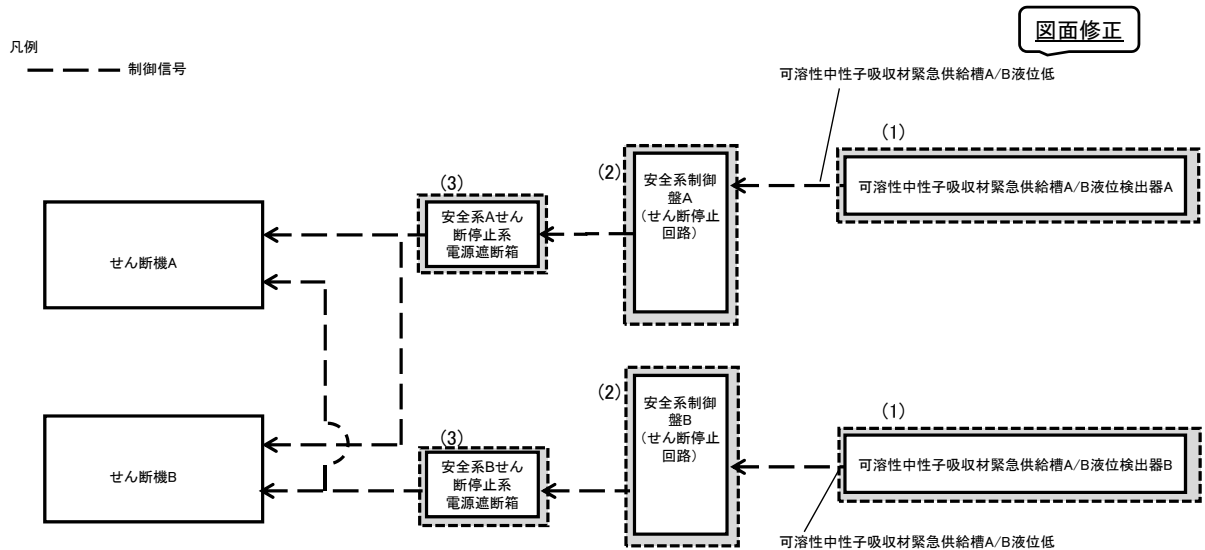 図面修正
凡例
制御信号
可溶性中性子吸収材緊急供給槽A/B液位低
(1)
可溶性中性子吸収材緊急供給槽A/B液位検出器A
(2)
安全系制御
盤A
(せん断停止
回路)
(3)
安全系Aせん
断停止系
電源遮断箱
せん断機A
(1)
可溶性中性子吸収材緊急供給槽A/B液位検出器B
(2)
安全系制御
盤B
(せん断停止
回路)
(3)
安全系Bせん
断停止系
電源遮断箱
せん断機B
可溶性中性子吸収材緊急供給槽A/B液位低